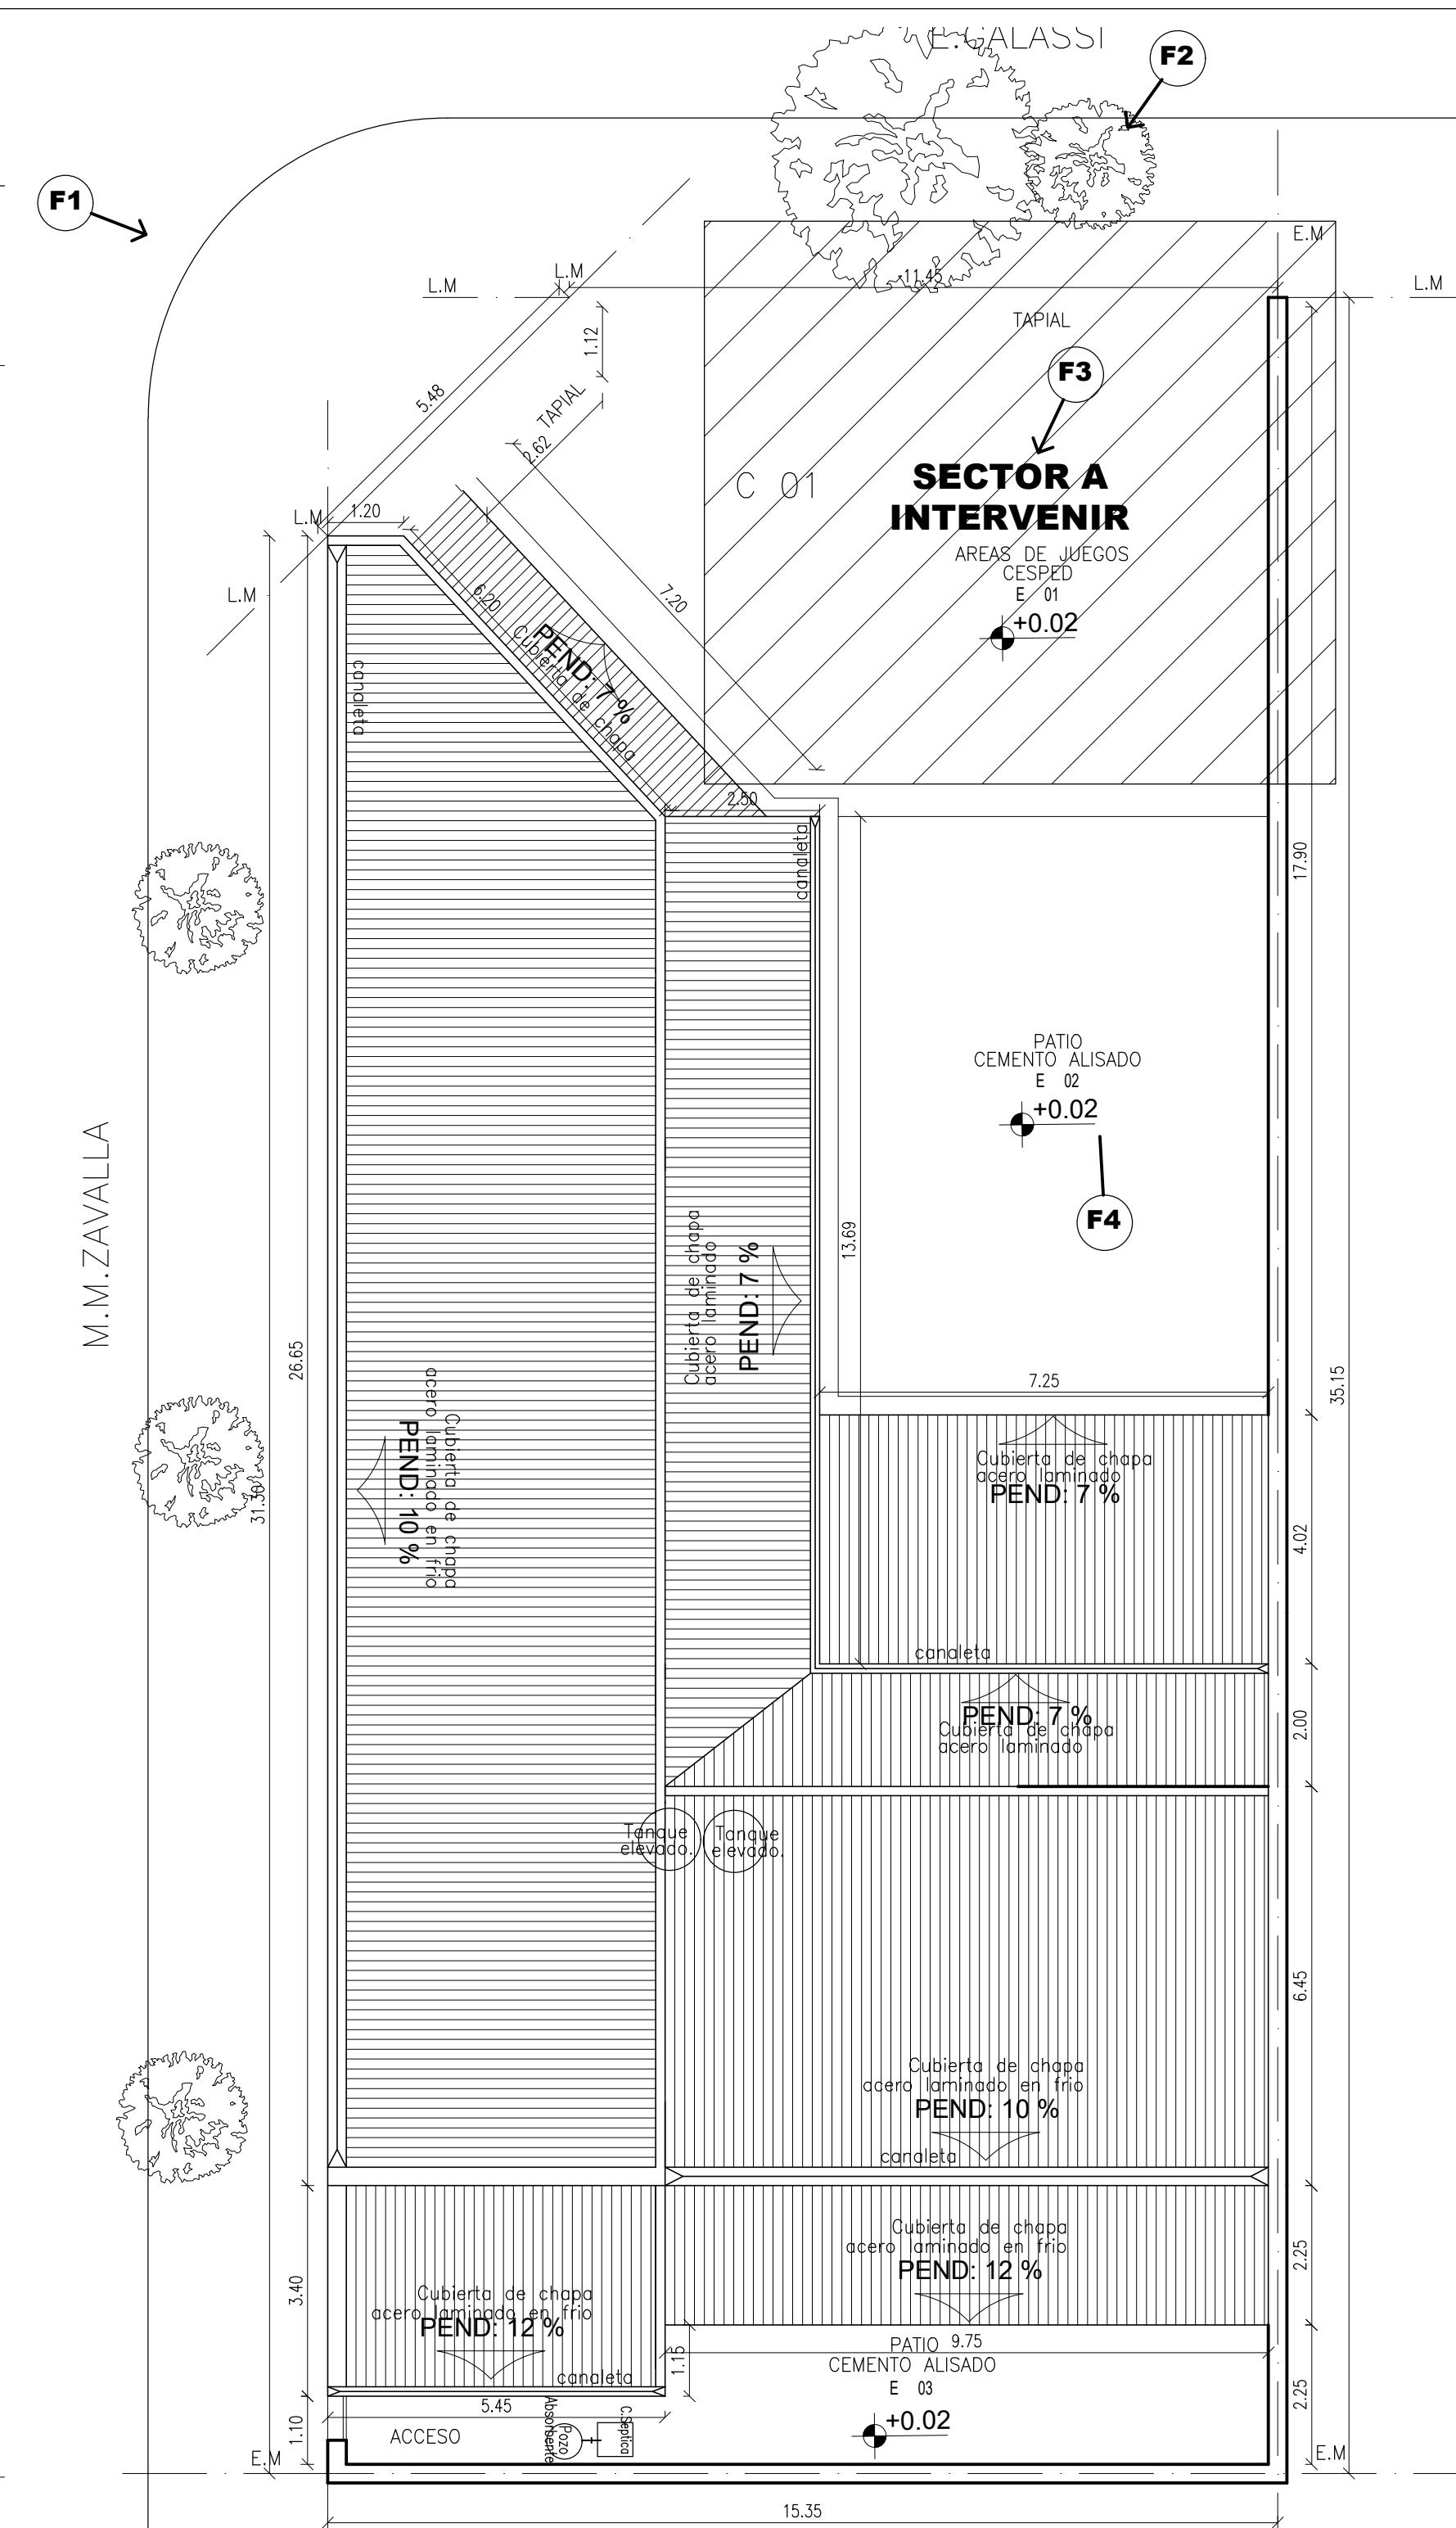 E.GALASSI
F2
F1
E.M
L.M
L.M
11.45
L.M
TAPIAL
1.12
F3
5.48
TAPIAL
2.62
SECTOR A
INTERVENIR
C 01
AREAS DE JUEGOS
CESPED
E 01
+0.02
L.M
1.20
L.M
6.20
7.20
PEND: 7 %
Cubierta de chapa
canaleta
2.50
canaleta
17.90
PATIO
CEMENTO ALISADO
E 02
+0.02
F4
M.M.ZAVALLA
13.69
Cubierta de chapa
acero laminado
PEND: 7 %
26.65
31.30
35.15
7.25
Cubierta de chapa
acero laminado en frio
PEND: 10 %
Cubierta de chapa
acero laminado
PEND: 7 %
4.02
canaleta
PEND: 7 %
Cubierta de chapa
acero laminado
2.00
Tanque
elevado.
Tanque
elevado.
6.45
Cubierta de chapa
acero laminado en frio
PEND: 10 %
canaleta
Cubierta de chapa
acero laminado en frio
PEND: 12 %
2.25
3.40
Cubierta de chapa
acero laminado en frio
PEND: 12 %
canaleta
1.15
PATIO 9.75
CEMENTO ALISADO
E 03
+0.02
2.25
5.45
1.10
ACCESO
Pozo
Absorbente
C.Septica
E.M
E.M
15.35